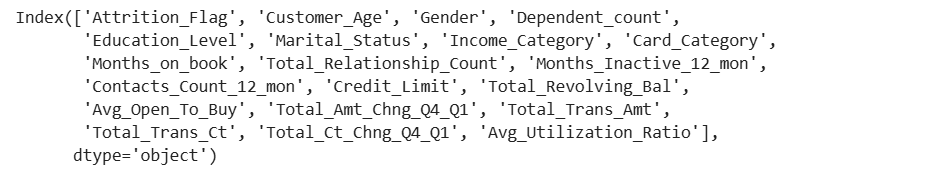 Index(['Attrition_Flag', 'Customer_Age', 'Gender', 'Dependent_count',
'Education_Level', 'Marital_Status', 'Income_Category', 'Card_Category',
'Months_on_book', 'Total_Relationship_Count', 'Months_Inactive_12_mon',
'Contacts_Count_12_mon', 'Credit_Limit', 'Total_Revolving_Bal',
'Avg_Open_To_Buy', 'Total_Amt_Chng_Q4_Q1', 'Total_Trans_Amt',
'Total_Trans_Ct', 'Total_Ct_Chng_Q4_Q1', 'Avg_Utilization_Ratio'],
dtype='object')